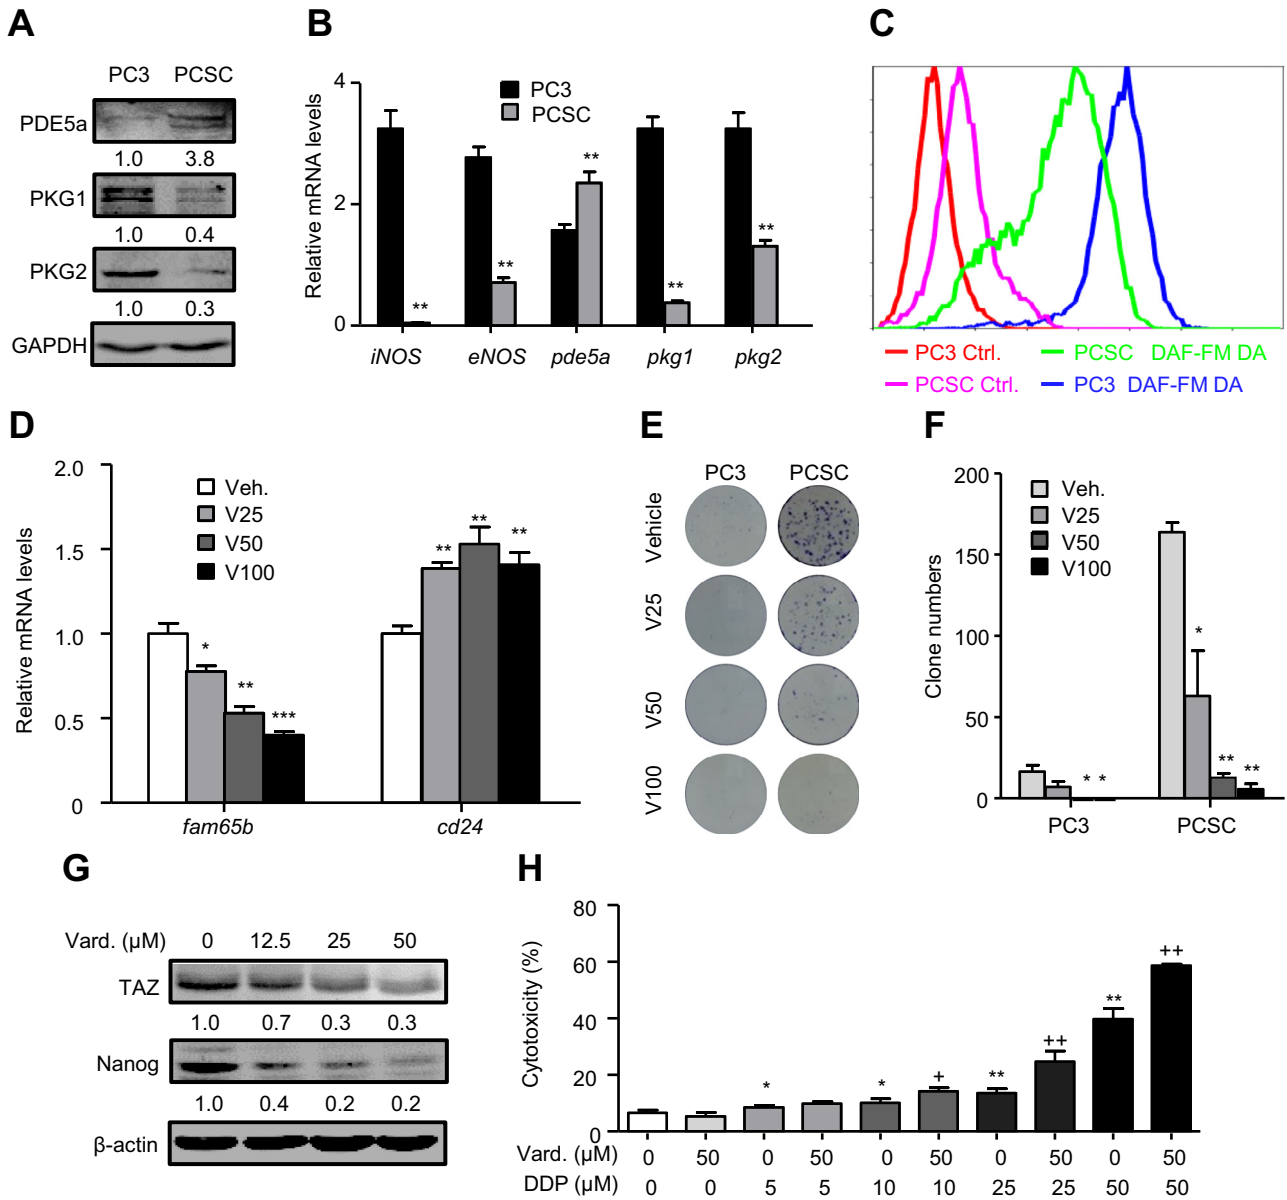 A
PC3 PCSC
PDE5a
1.0 3.8
PKG1
1.0 0.4
PKG2
1.0 0.3
GAPDH
B
Relative mRNA levels
4
2
0
PC3
PCSC
**
**
**
**
**
iNOS eNOS pde5a pkg1 pkg2
C
PC3 Ctrl. PCSC DAF-FM DA
PCSC Ctrl. PC3 DAF-FM DA
D
Relative mRNA levels
2.0
1.5
1.0
0.5
0
Veh.
V25
V50
V100
*
**
***
**
**
**
fam65b cd24
E
PC3 PCSC
Vehicle
V25
V50
V100
F
Clone numbers
200
150
100
50
0
Veh.
V25
V50
V100
* *
*
**
**
PC3 PCSC
G
Vard. (µM) 0 12.5 25 50
TAZ
1.0 0.7 0.3 0.3
Nanog
1.0 0.4 0.2 0.2
β-actin
H
Cytotoxicity (%)
80
60
40
20
0
*
*
+
**
++
**
++
Vard. (µM) 0 50 0 50 0 50 0 50 0 50
DDP (µM) 0 0 5 5 10 10 25 25 50 50